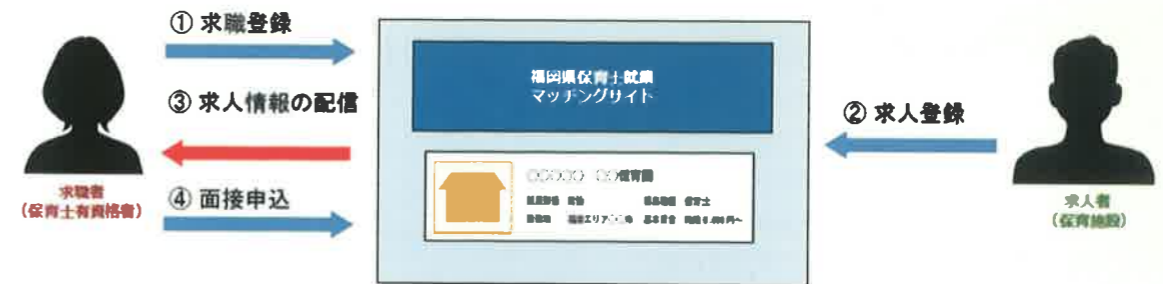 ① 求職登録
③ 求人情報の配信
④ 面接申込
求職者
(保育士有資格者)
福岡県保育士就職
マッチングサイト
〇〇〇〇〇 〇〇保育園
保育士
② 求人登録
求人者
(保育施設)